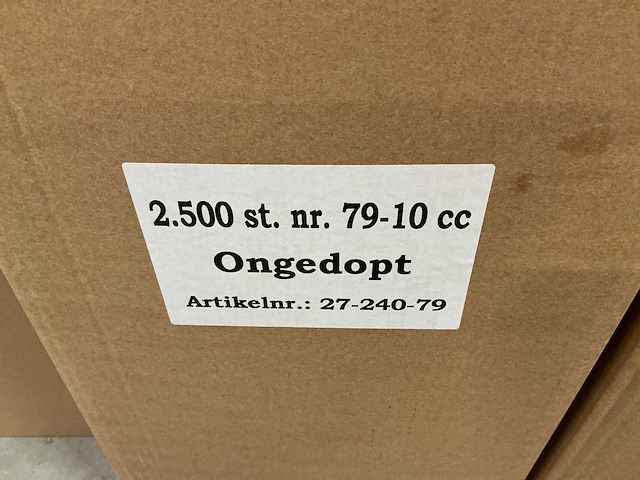 2.500 st. nr. 79-10 cc
Ongedopt
Artikelnr.: 27-240-79